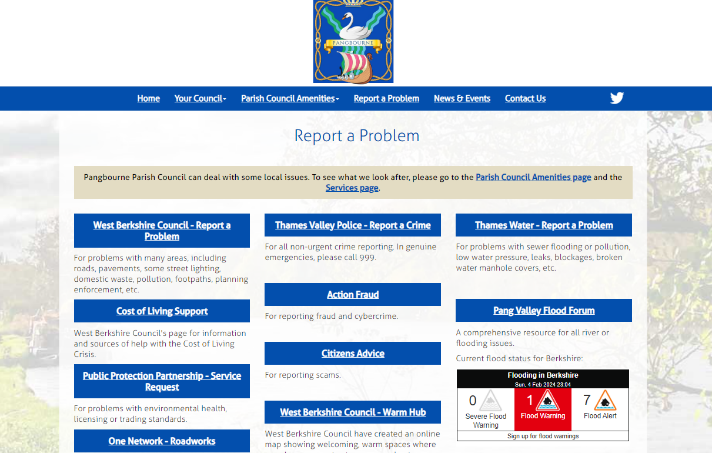 PANGBOURNE
Home
Your Council
Parish Council Amenities
Report a Problem
News & Events
Contact Us
Report a Problem
Pangbourne Parish Council can deal with some local issues. To see what we look after, please go to the Parish Council Amenities page and the
Services page.
West Berkshire Council - Report a
Problem
For problems with many areas, including
roads, pavements, some street lighting,
domestic waste, pollution, footpaths, planning
enforcement, etc.
Cost of Living Support
West Berkshire Council's page for information
and sources of help with the Cost of Living
Crisis.
Public Protection Partnership - Service
Request
For problems with environmental health,
licensing or trading standards.
One Network - Roadworks
Thames Valley Police - Report a Crime
For all non-urgent crime reporting. In genuine
emergencies, please call 999.
Action Fraud
For reporting fraud and cybercrime.
Citizens Advice
For reporting scams.
West Berkshire Council - Warm Hub
West Berkshire Council have created an online
map showing welcoming, warm spaces where
Thames Water - Report a Problem
For problems with sewer flooding or pollution,
low water pressure, leaks, blockages, broken
water manhole covers, etc.
Pang Valley Flood Forum
A comprehensive resource for all river or
flooding issues.
Current flood status for Berkshire:
Flooding in Berkshire
Sun, 4 Feb 2024 23:04
0
Severe Flood
Warning
1
Flood Warning
7
Flood Alert
Sign up for flood warnings